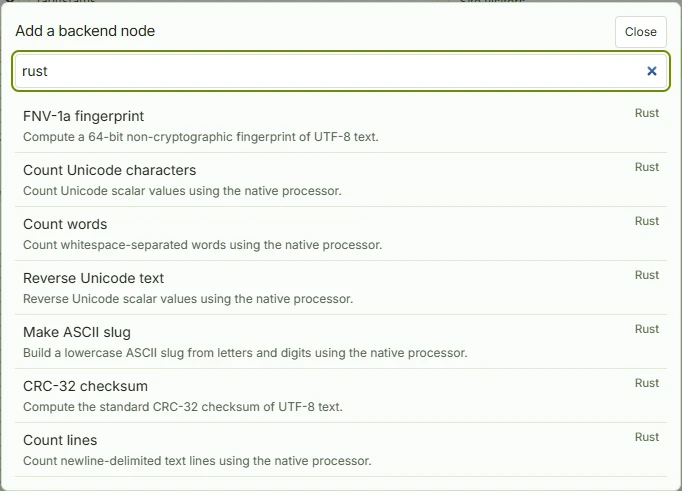 Add a backend node
Close
rust
FNV-1a fingerprint
Rust
Compute a 64-bit non-cryptographic fingerprint of UTF-8 text.
Count Unicode characters
Rust
Count Unicode scalar values using the native processor.
Count words
Rust
Count whitespace-separated words using the native processor.
Reverse Unicode text
Rust
Reverse Unicode scalar values using the native processor.
Make ASCII slug
Rust
Build a lowercase ASCII slug from letters and digits using the native processor.
CRC-32 checksum
Rust
Compute the standard CRC-32 checksum of UTF-8 text.
Count lines
Rust
Count newline-delimited text lines using the native processor.